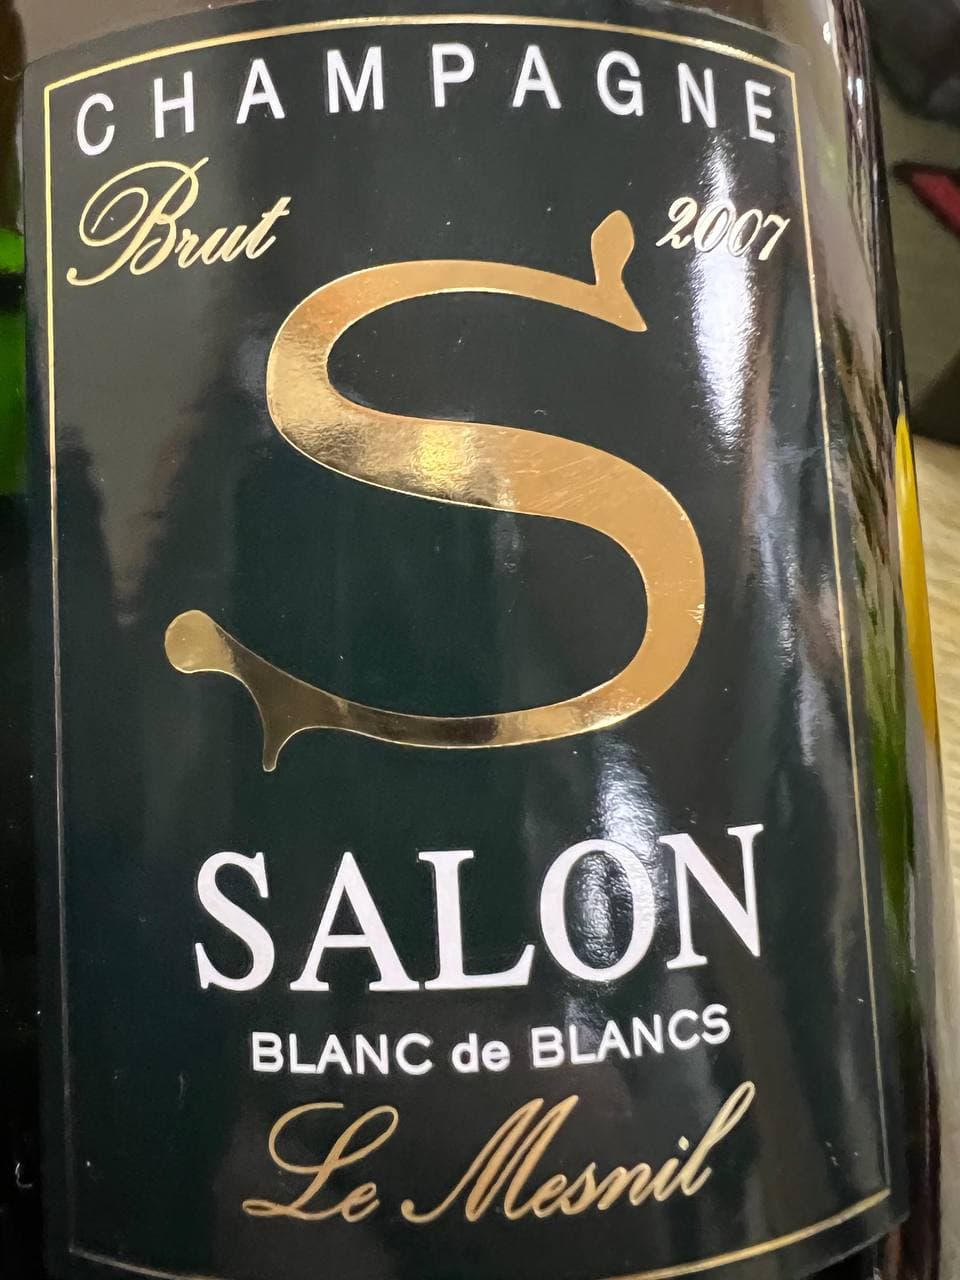 CHAMPAGNE
Brut 2007
S
SALON
BLANC de BLANCS
Le Mesnil